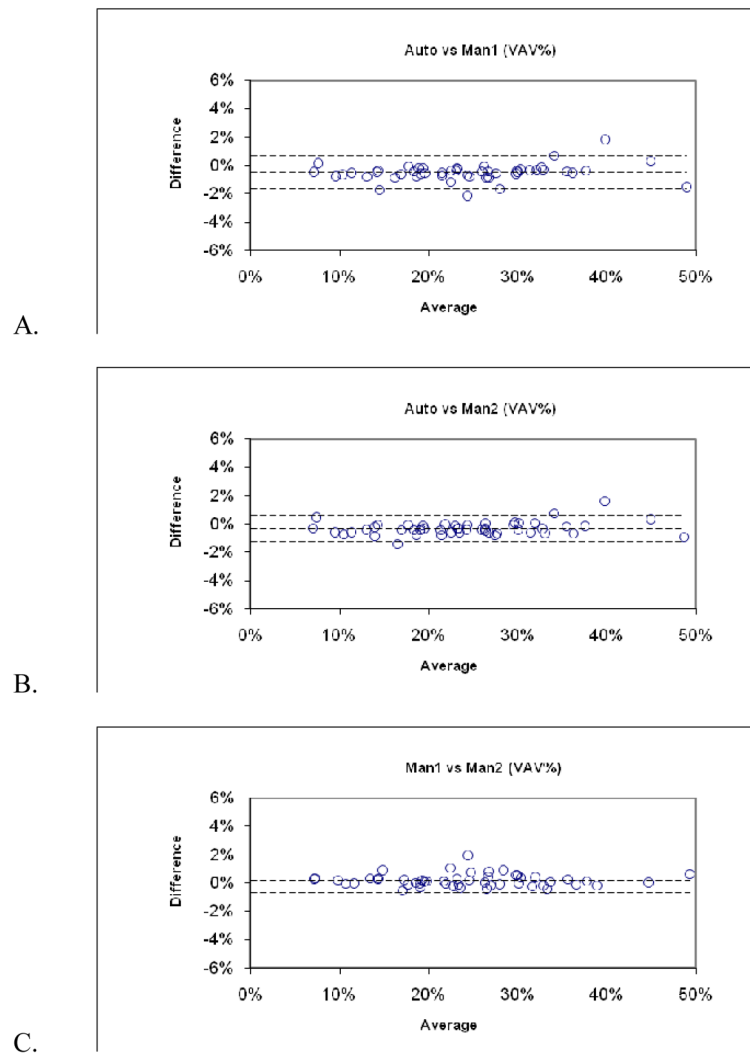 Auto vs Man1 (VAV%)
6%
4%
2%
0%
-2%
-4%
-6%
Difference
0% 10% 20% 30% 40% 50%
Average
A.
Auto vs Man2 (VAV%)
6%
4%
2%
0%
-2%
-4%
-6%
Difference
0% 10% 20% 30% 40% 50%
Average
B.
Man1 vs Man2 (VAV%)
6%
4%
2%
0%
-2%
-4%
-6%
Difference
0% 10% 20% 30% 40% 50%
Average
C.